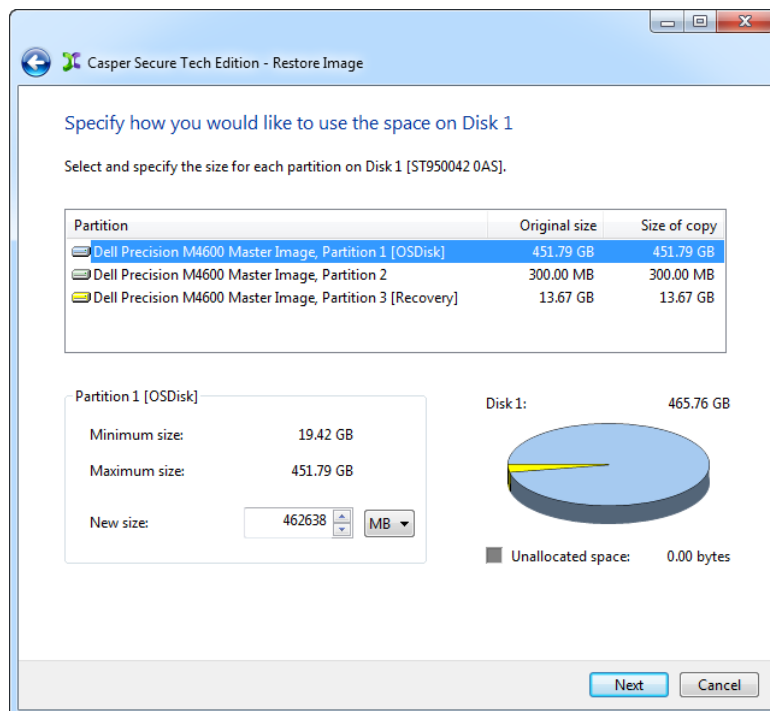 Casper Secure Tech Edition - Restore Image
Specify how you would like to use the space on Disk 1
Select and specify the size for each partition on Disk 1 [ST950042 0AS].
Partition Original size Size of copy
Dell Precision M4600 Master Image, Partition 1 [OSDisk] 451.79 GB 451.79 GB
Dell Precision M4600 Master Image, Partition 2 300.00 MB 300.00 MB
Dell Precision M4600 Master Image, Partition 3 [Recovery] 13.67 GB 13.67 GB
Partition 1 [OSDisk]
Minimum size: 19.42 GB
Maximum size: 451.79 GB
New size: 462638 MB
Disk 1: 465.76 GB
Unallocated space: 0.00 bytes
Next Cancel